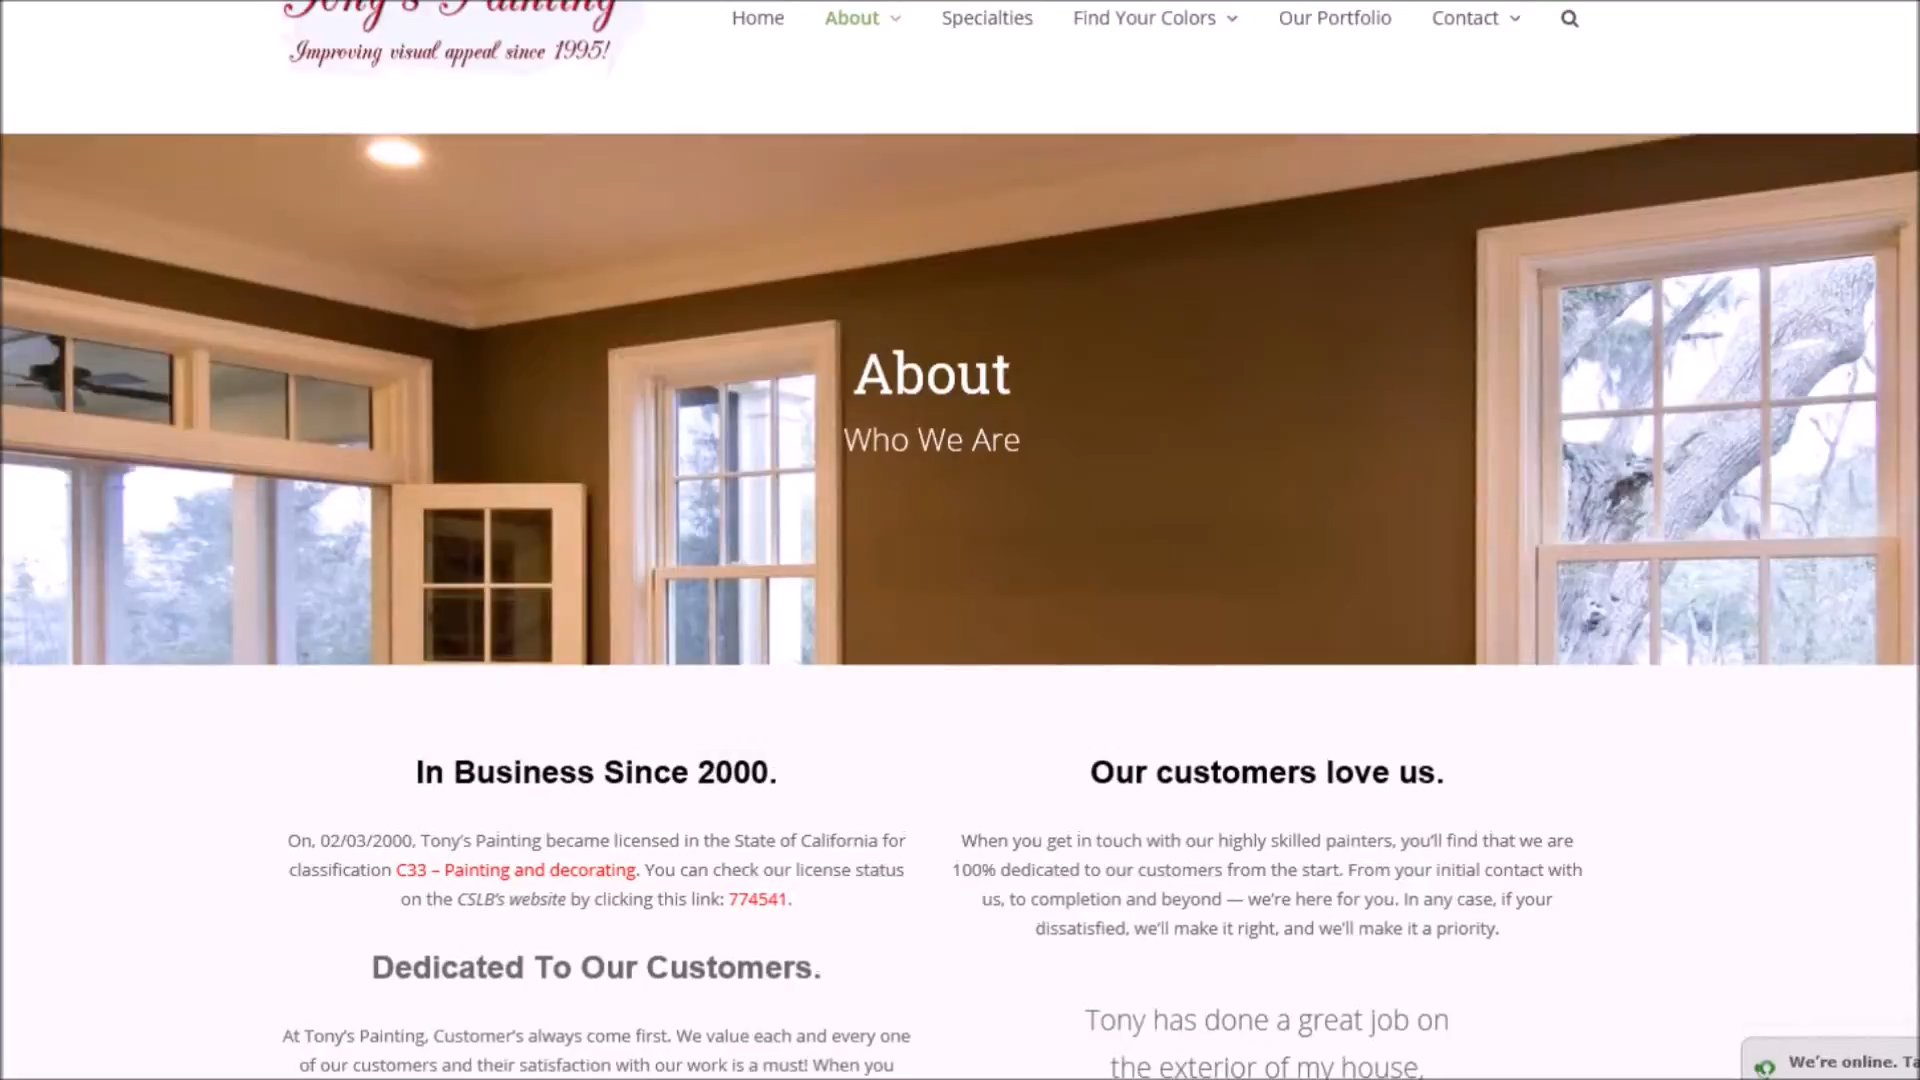 Tony's Painting
Improving visual appeal since 1995!
Home
About
Specialties
Find Your Colors
Our Portfolio
Contact
About
Who We Are
In Business Since 2000.
On, 02/03/2000, Tony's Painting became licensed in the State of California for
classification C33 – Painting and decorating. You can check our license status
on the CSLB's website by clicking this link: 774541.
Dedicated To Our Customers.
At Tony's Painting, Customer's always come first. We value each and every one
of our customers and their satisfaction with our work is a must! When you
Our customers love us.
When you get in touch with our highly skilled painters, you'll find that we are
100% dedicated to our customers from the start. From your initial contact with
us, to completion and beyond — we're here for you. In any case, if your
dissatisfied, we'll make it right, and we'll make it a priority.
Tony has done a great job on
the exterior of my house,
We're online. Ta